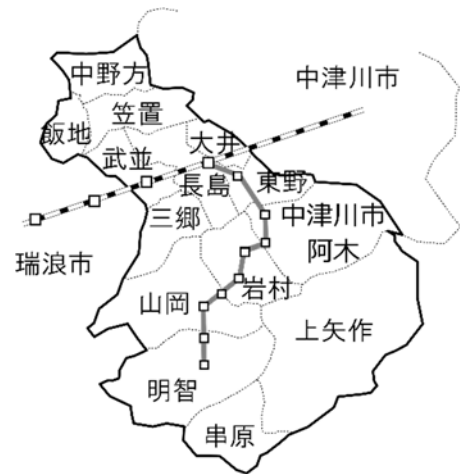 中野方
中津川市
笠置
飯地
大井
武並
長島
東野
三郷
中津川市
阿木
瑞浪市
岩村
山岡
上矢作
明智
串原